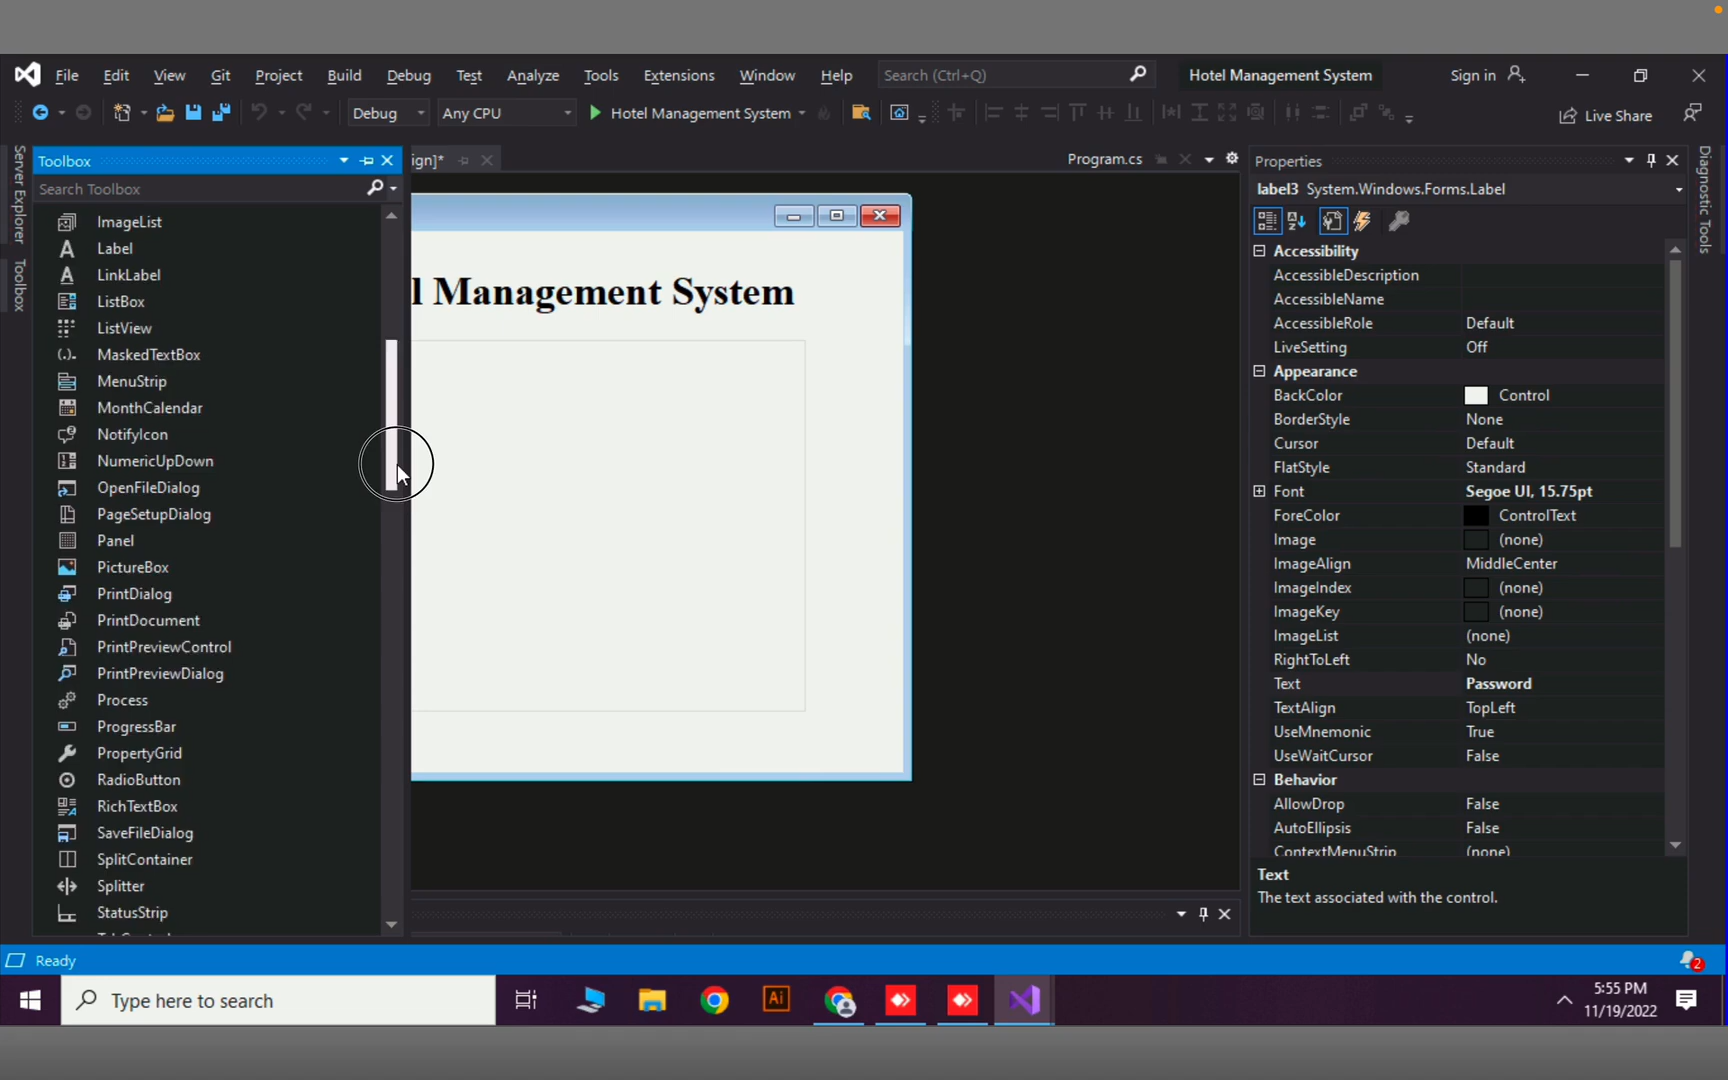 File Edit View Git Project Build Debug Test Analyze Tools Extensions Window Help Search (Ctrl+Q) Hotel Management System Sign in
Debug Any CPU Hotel Management System Live Share
Server Explorer
Toolbox
Toolbox
Search Toolbox
ImageList
Label
LinkLabel
ListBox
ListView
MaskedTextBox
MenuStrip
MonthCalendar
NotifyIcon
NumericUpDown
OpenFileDialog
PageSetupDialog
Panel
PictureBox
PrintDialog
PrintDocument
PrintPreviewControl
PrintPreviewDialog
Process
ProgressBar
PropertyGrid
RadioButton
RichTextBox
SaveFileDialog
SplitContainer
Splitter
StatusStrip
ign]*
Program.cs
l Management System
Properties
label3 System.Windows.Forms.Label
Accessibility
AccessibleDescription
AccessibleName
AccessibleRole Default
LiveSetting Off
Appearance
BackColor Control
BorderStyle None
Cursor Default
FlatStyle Standard
Font Segoe UI, 15.75pt
ForeColor ControlText
Image (none)
ImageAlign MiddleCenter
ImageIndex (none)
ImageKey (none)
ImageList (none)
RightToLeft No
Text Password
TextAlign TopLeft
UseMnemonic True
UseWaitCursor False
Behavior
AllowDrop False
AutoEllipsis False
ContextMenuStrip (none)
Text
The text associated with the control.
Diagnostic Tools
Ready
2
Type here to search
Ai
5:55 PM
11/19/2022